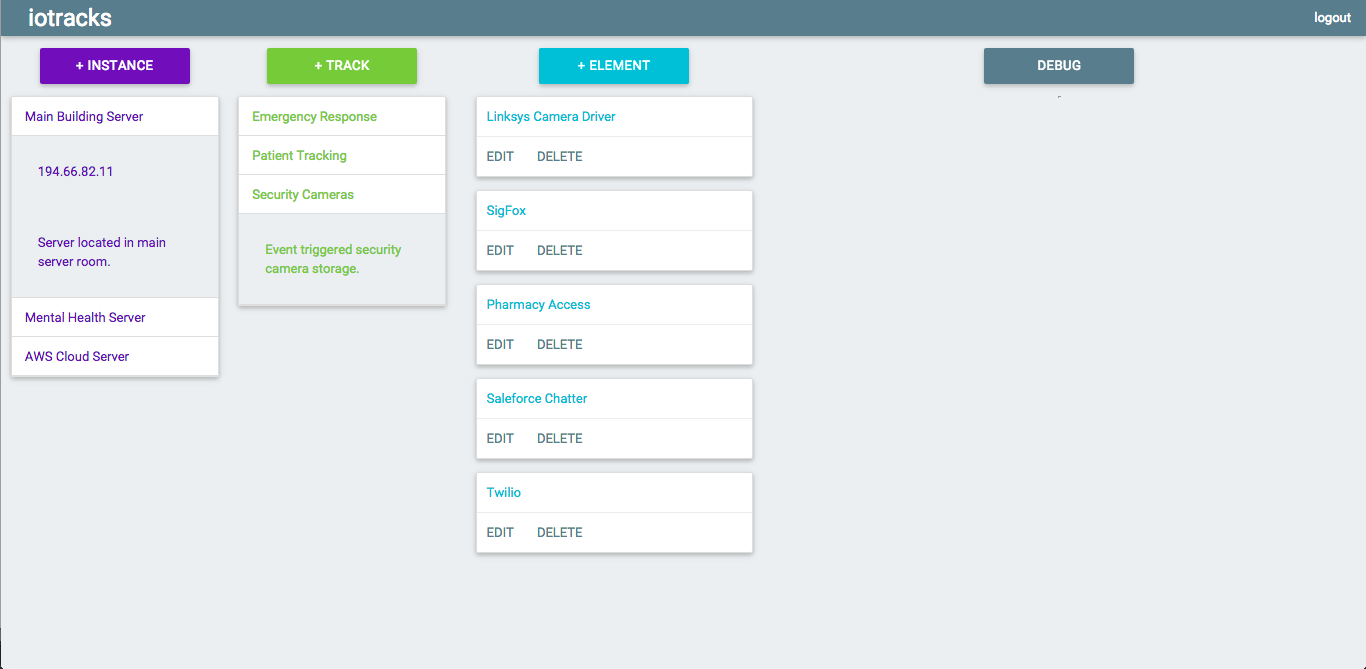 iotracks
logout
+ INSTANCE
+ TRACK
+ ELEMENT
DEBUG
Main Building Server
194.66.82.11
Server located in main
server room.
Mental Health Server
AWS Cloud Server
Emergency Response
Patient Tracking
Security Cameras
Event triggered security
camera storage.
Linksys Camera Driver
EDIT DELETE
SigFox
EDIT DELETE
Pharmacy Access
EDIT DELETE
Saleforce Chatter
EDIT DELETE
Twilio
EDIT DELETE